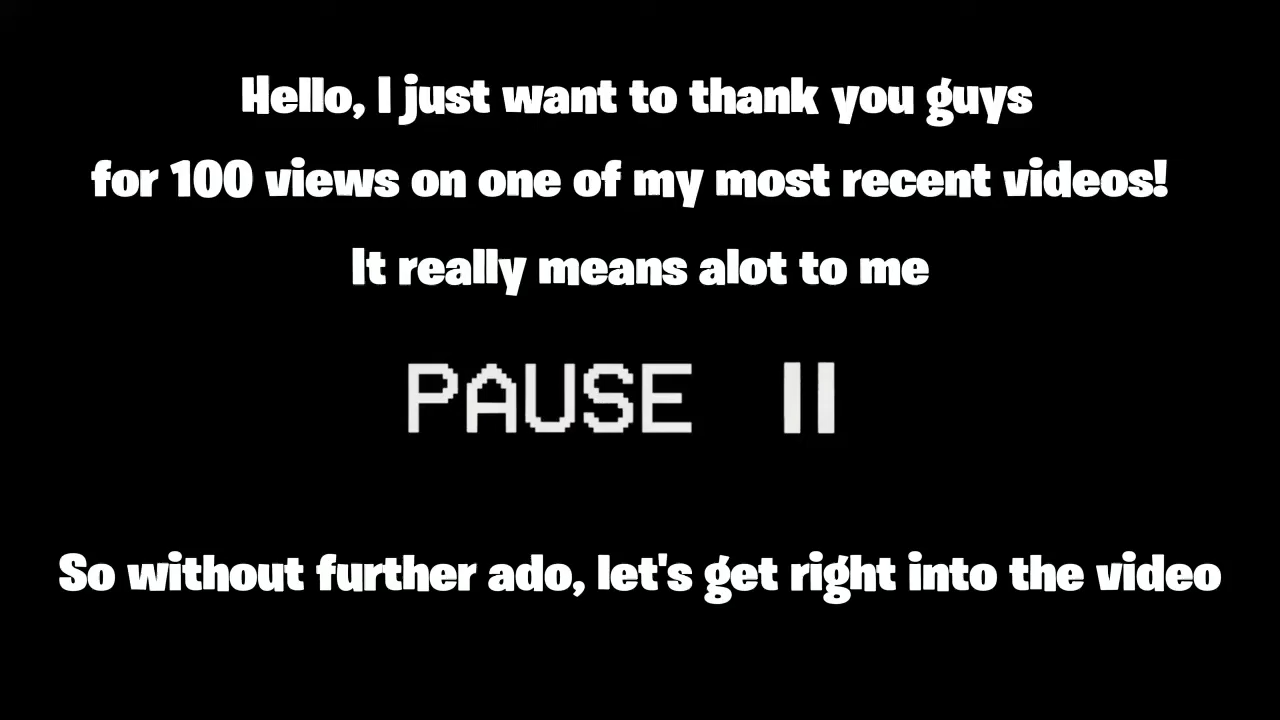 Hello, I just want to thank you guys
for 100 views on one of my most recent videos!
It really means alot to me
PAUSE
So without further ado, let's get right into the video